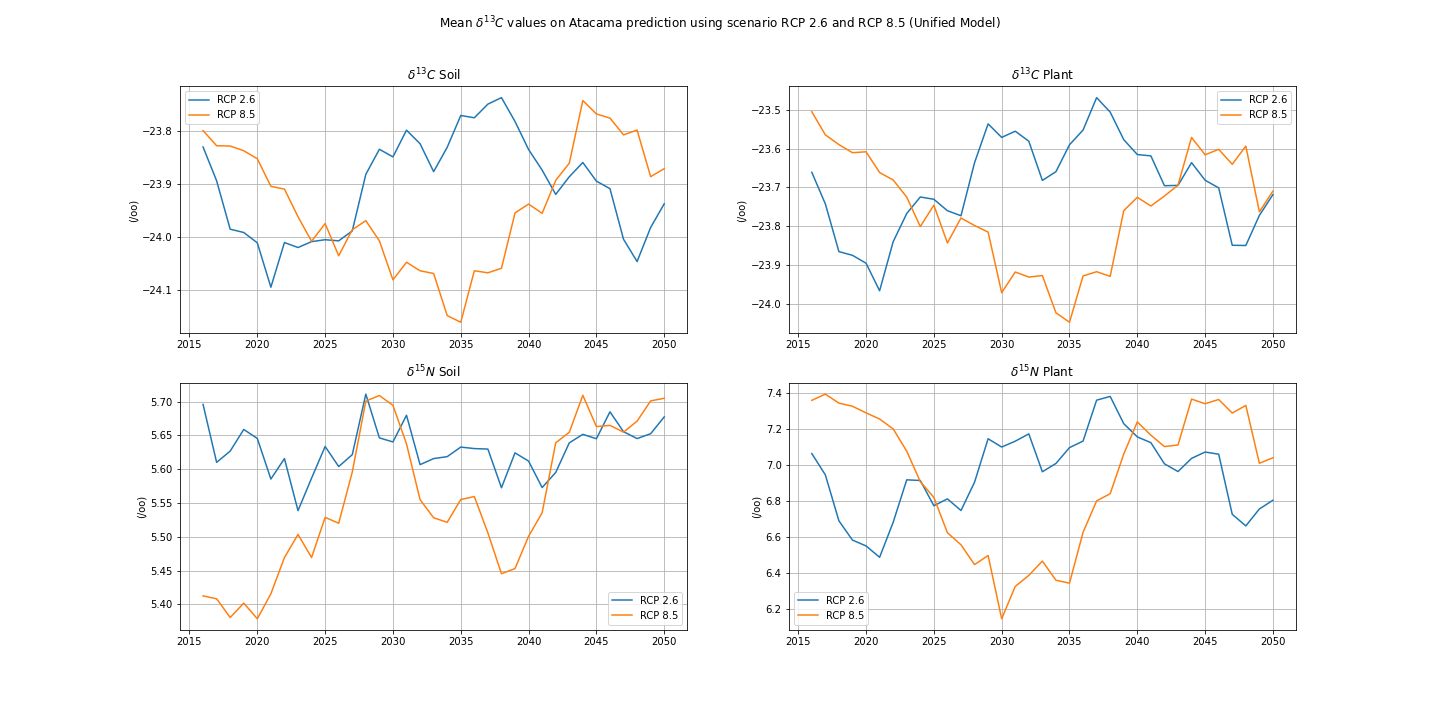 Mean δ¹³C values on Atacama prediction using scenario RCP 2.6 and RCP 8.5 (Unified Model)
δ¹³C Soil
RCP 2.6
RCP 8.5
(/oo)
−23.8
−23.9
−24.0
−24.1
2015 2020 2025 2030 2035 2040 2045 2050
δ¹³C Plant
RCP 2.6
RCP 8.5
(/oo)
−23.5
−23.6
−23.7
−23.8
−23.9
−24.0
2015 2020 2025 2030 2035 2040 2045 2050
δ¹⁵N Soil
(/oo)
5.70
5.65
5.60
5.55
5.50
5.45
5.40
RCP 2.6
RCP 8.5
2015 2020 2025 2030 2035 2040 2045 2050
δ¹⁵N Plant
(/oo)
7.4
7.2
7.0
6.8
6.6
6.4
6.2
RCP 2.6
RCP 8.5
2015 2020 2025 2030 2035 2040 2045 2050